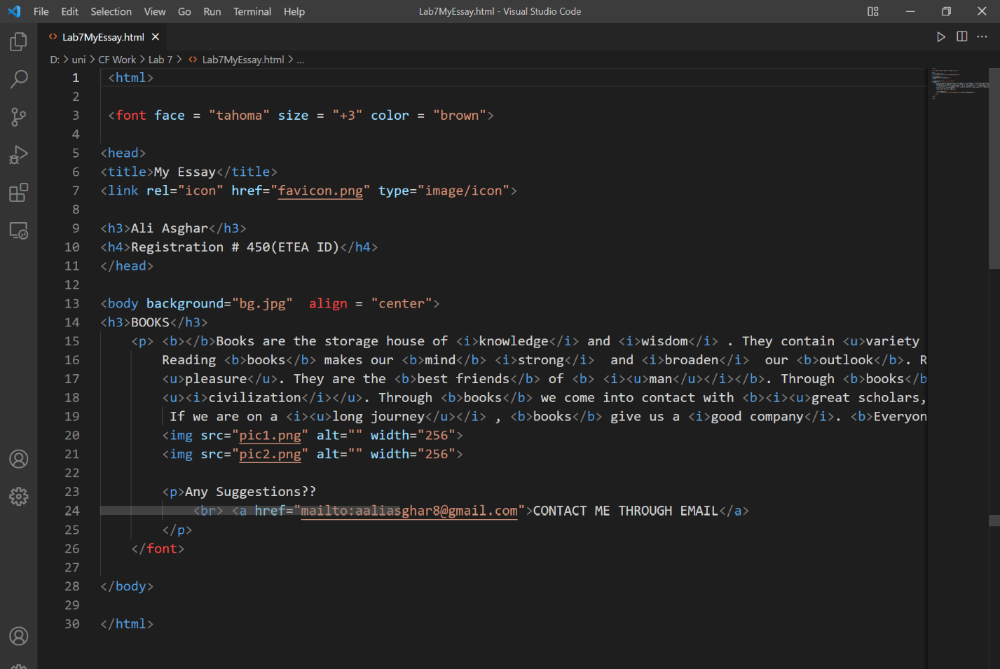 File Edit Selection View Go Run Terminal Help Lab7MyEssay.html - Visual Studio Code
<> Lab7MyEssay.html ×
D: > uni > CF Work > Lab 7 > <> Lab7MyEssay.html > ...
1 <html>
2
3 <font face = "tahoma" size = "+3" color = "brown">
4
5 <head>
6 <title>My Essay</title>
7 <link rel="icon" href="favicon.png" type="image/icon">
8
9 <h3>Ali Asghar</h3>
10 <h4>Registration # 450(ETEA ID)</h4>
11 </head>
12
13 <body background="bg.jpg"  align = "center">
14 <h3>BOOKS</h3>
15 <p> <b></b>Books are the storage house of <i>knowledge</i> and <i>wisdom</i> . They contain <u>variety
16 Reading <b>books</b> makes our <b>mind</b> <i>strong</i>  and <i>broaden</i>  our <b>outlook</b>. R
17 <u>pleasure</u>. They are the <b>best friends</b> of <b> <i><u>man</u></i></b>. Through <b>books</b
18 <u><i>civilization</i></u>. Through <b>books</b> we come into contact with <b><i><u>great scholars,
19 If we are on a <i><u>long journey</u></i> , <b>books</b> give us a <i>good company</i>. <b>Everyon
20 <img src="pic1.png" alt="" width="256">
21 <img src="pic2.png" alt="" width="256">
22
23 <p>Any Suggestions??
24 <br> <a href="mailto:aaliasghar8@gmail.com">CONTACT ME THROUGH EMAIL</a>
25 </p>
26 </font>
27
28 </body>
29
30 </html>